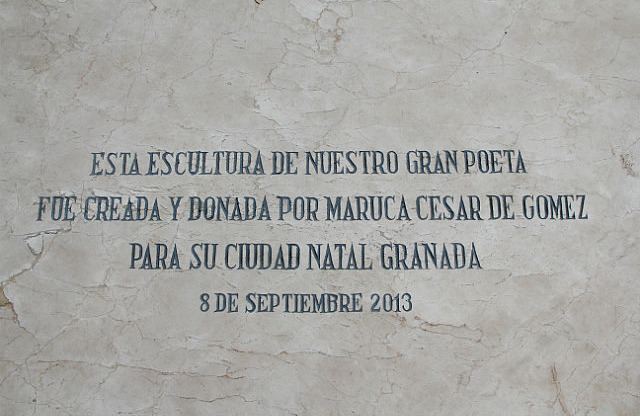 ESTA ESCULTURA DE NUESTRO GRAN POETA
FUE CREADA Y DONADA POR MARUCA CESAR DE GOMEZ
PARA SU CIUDAD NATAL GRANADA
8 DE SEPTIEMBRE 2013